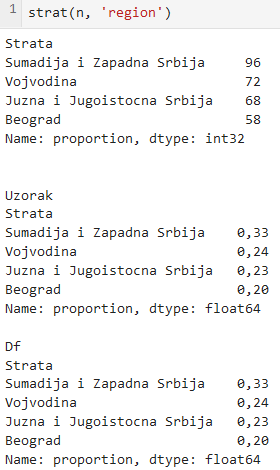 1 strat(n, 'region')
Strata
Sumadija i Zapadna Srbija 96
Vojvodina 72
Juzna i Jugoistocna Srbija 68
Beograd 58
Name: proportion, dtype: int32
Uzorak
Strata
Sumadija i Zapadna Srbija 0,33
Vojvodina 0,24
Juzna i Jugoistocna Srbija 0,23
Beograd 0,20
Name: proportion, dtype: float64
Df
Strata
Sumadija i Zapadna Srbija 0,33
Vojvodina 0,24
Juzna i Jugoistocna Srbija 0,23
Beograd 0,20
Name: proportion, dtype: float64